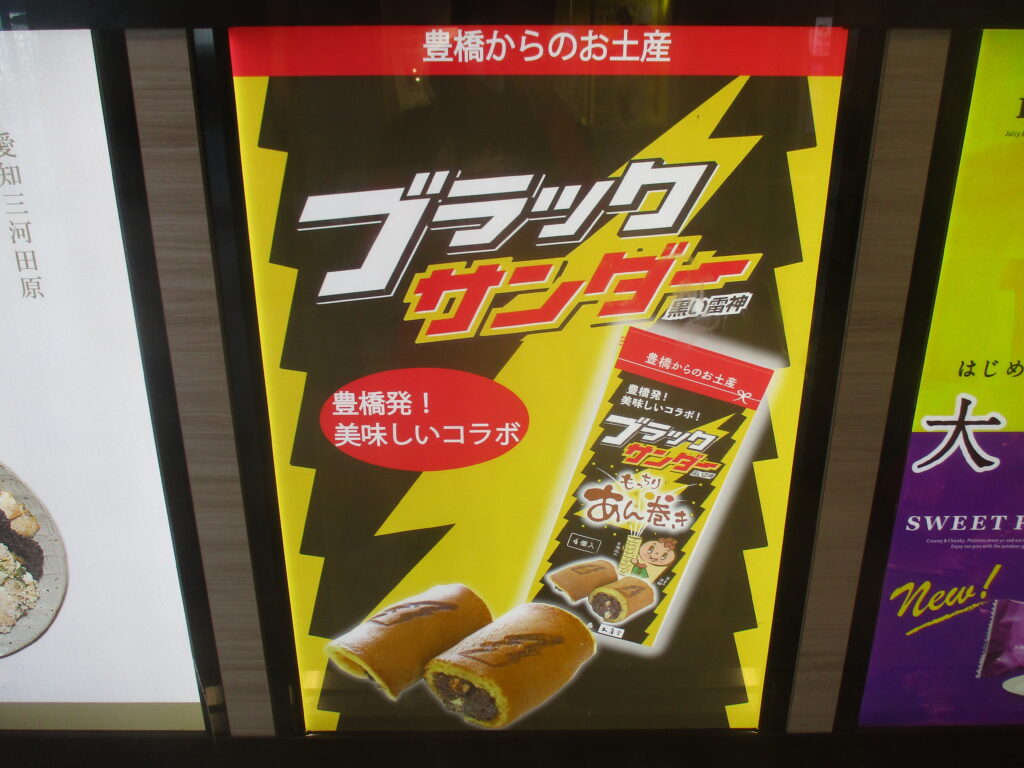 愛知三河田原
豊橋からのお土産
ブラック
サンダー
黒い雷神
豊橋発！
美味しいコラボ
豊橋からのお土産
豊橋発！
美味しいコラボ！
ブラック
サンダー
もっちり
あん巻き
4個入
はじめ
大
SWEET
Creamy & Chunky.
New!